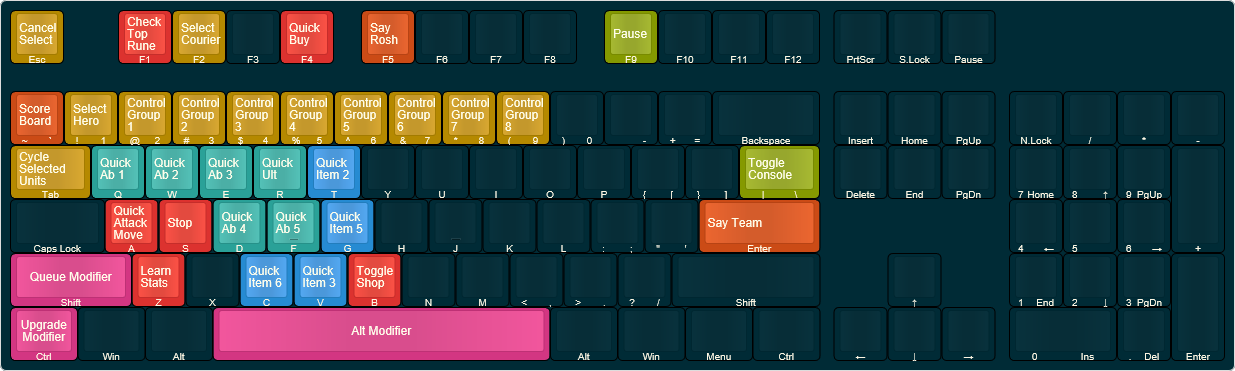 Cancel Select Esc
Check Top Rune F1
Select Courier F2
F3
Quick Buy F4
Say Rosh F5
F6
F7
F8
Pause F9
F10
F11
F12
PrtScr
S.Lock
Pause
Score Board ~ `
Select Hero ! 1
Control Group 1 @ 2
Control Group 2 # 3
Control Group 3 $ 4
Control Group 4 % 5
Control Group 5 ^ 6
Control Group 6 & 7
Control Group 7 * 8
Control Group 8 ( 9
) 0
_ -
+ =
Backspace
Insert
Home
PgUp
N.Lock
/
*
-
Cycle Selected Units Tab
Quick Ab 1 Q
Quick Ab 2 W
Quick Ab 3 E
Quick Ult R
Quick Item 2 T
Y
U
I
O
P
{ [
} ]
Toggle Console | \
Delete
End
PgDn
7 Home
8 ↑
9 PgUp
Caps Lock
Quick Attack Move A
Stop S
Quick Ab 4 D
Quick Ab 5 F
Quick Item 5 G
H
J
K
L
: ;
" '
Say Team Enter
4 ←
5
6 →
+
Queue Modifier Shift
Learn Stats Z
X
Quick Item 6 C
Quick Item 3 V
Toggle Shop B
N
M
< ,
> .
? /
Shift
↑
1 End
2 ↓
3 PgDn
Upgrade Modifier Ctrl
Win
Alt
Alt Modifier
Alt
Win
Menu
Ctrl
←
↓
→
0 Ins
. Del
Enter